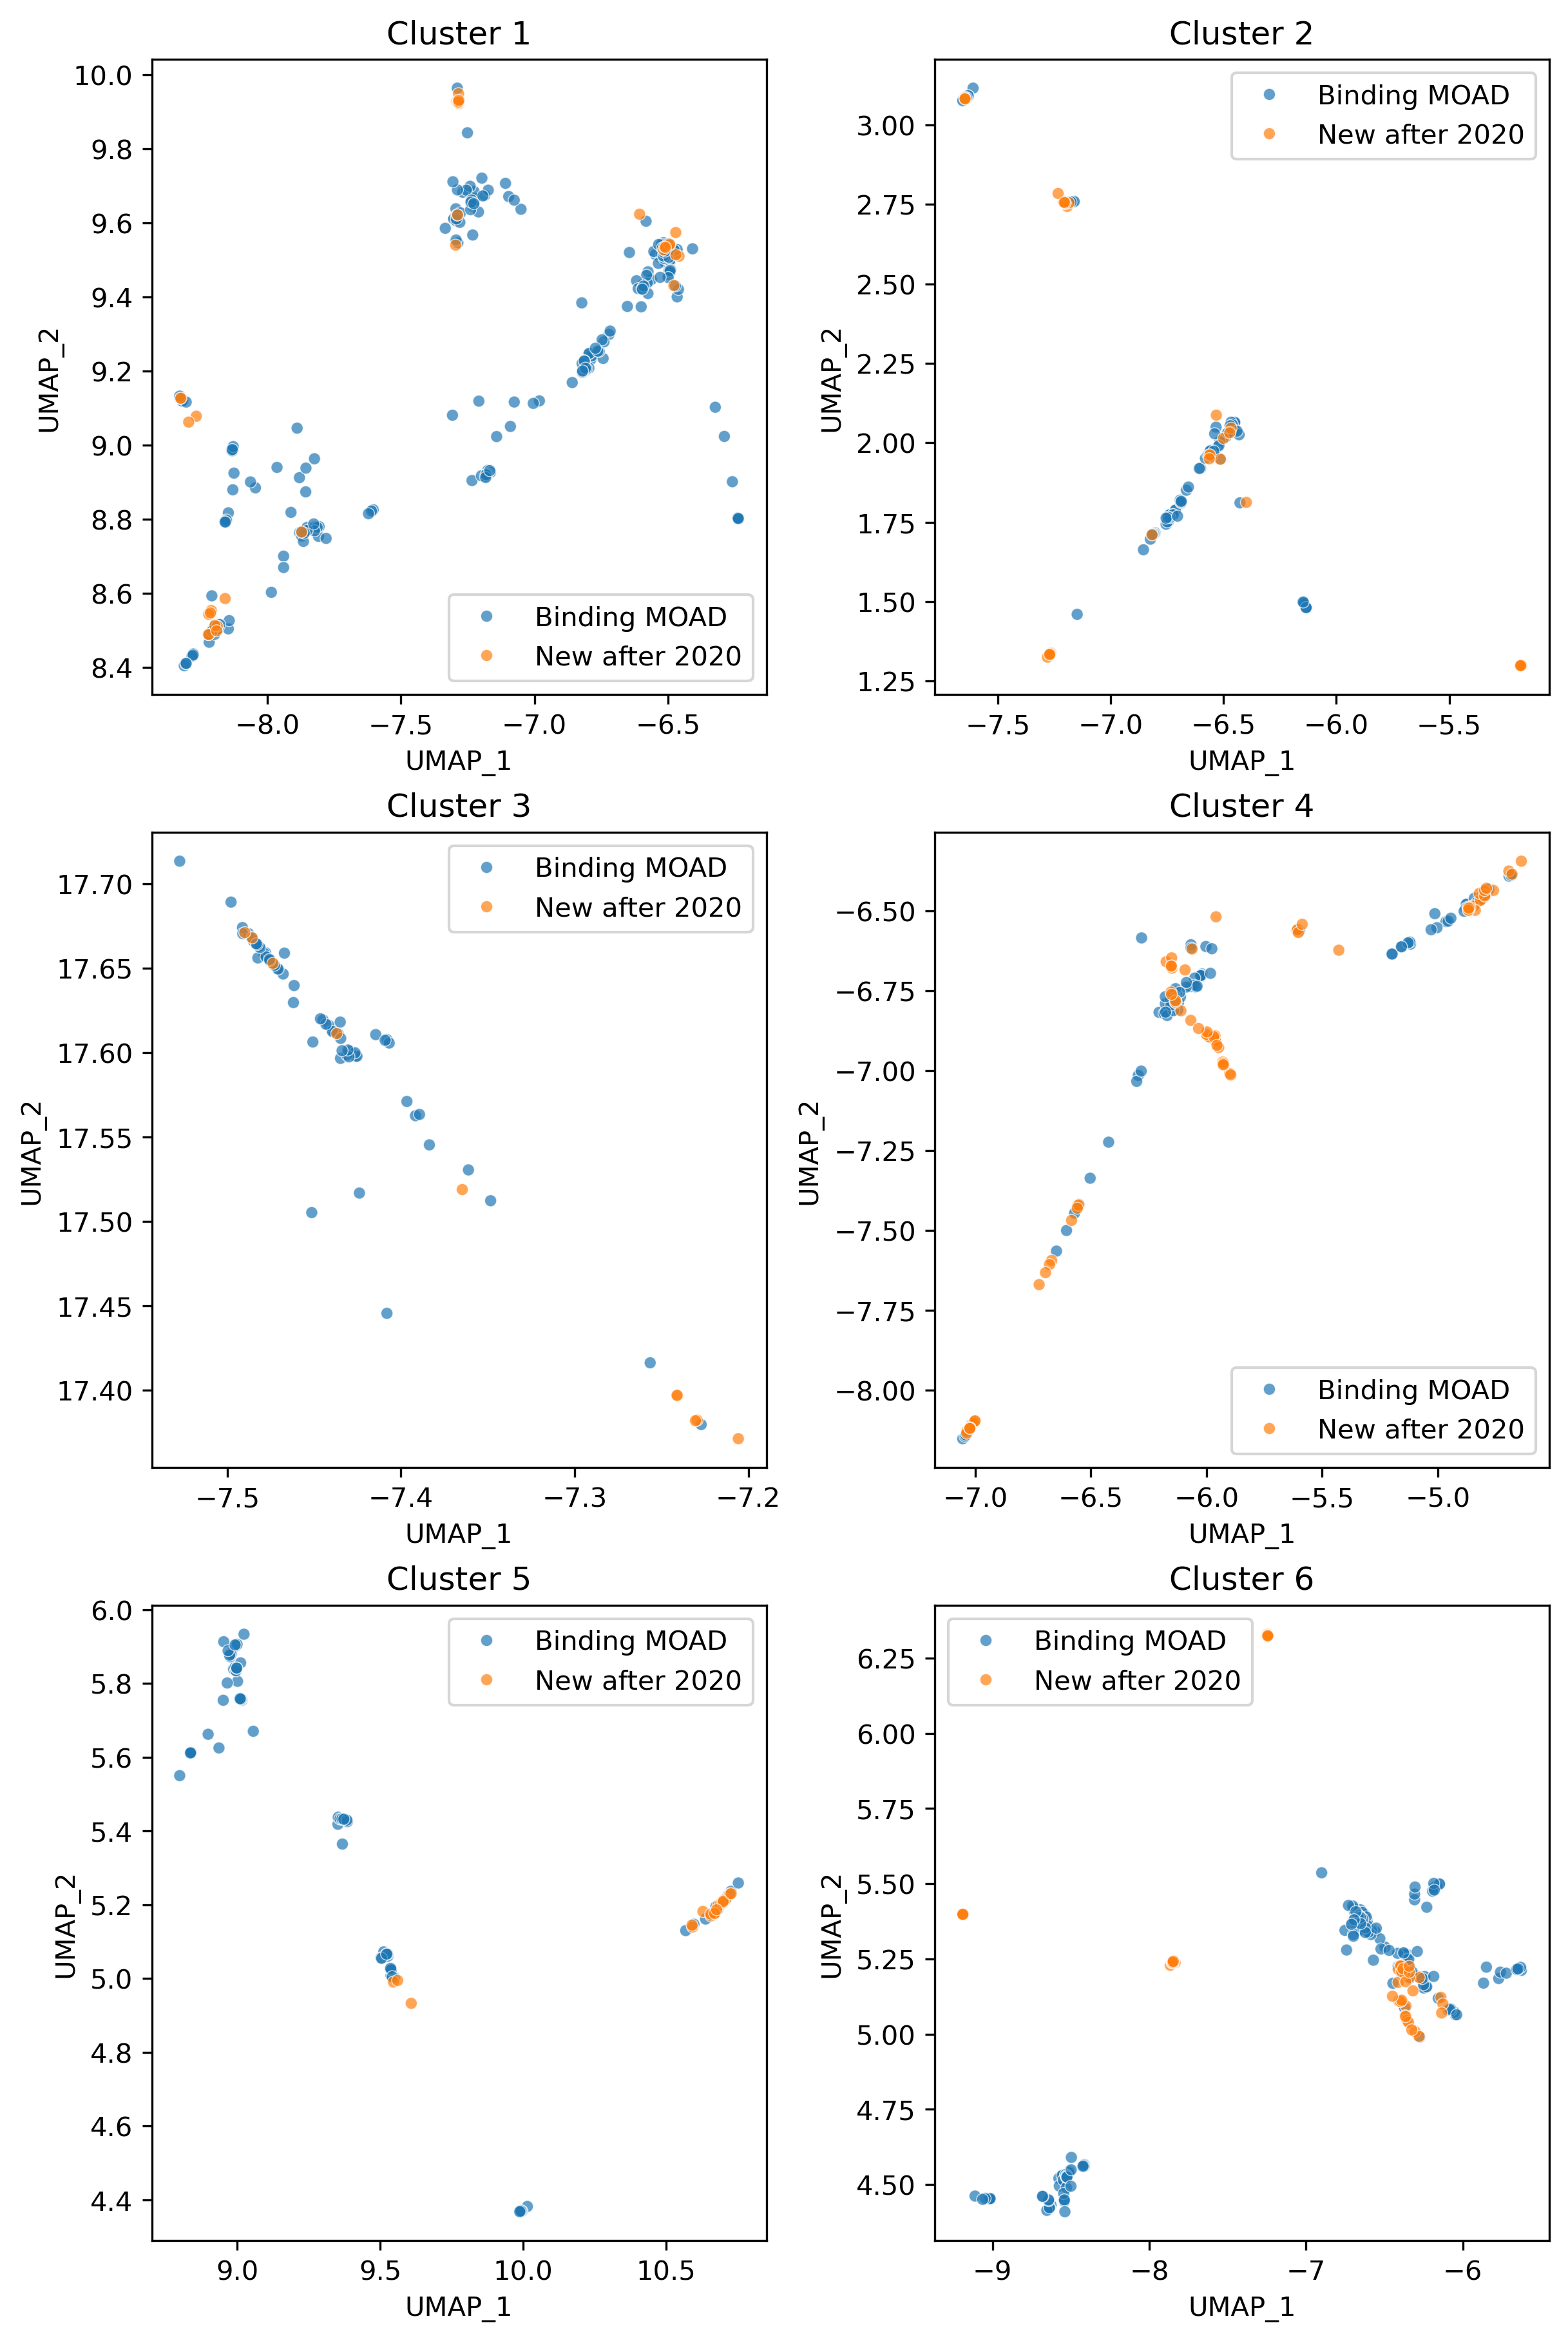 Cluster 1
10.0
9.8
9.6
9.4
9.2
9.0
8.8
8.6
8.4
UMAP_2
−8.0
−7.5
−7.0
−6.5
UMAP_1
Binding MOAD
New after 2020
Cluster 2
3.00
2.75
2.50
2.25
2.00
1.75
1.50
1.25
UMAP_2
−7.5
−7.0
−6.5
−6.0
−5.5
UMAP_1
Binding MOAD
New after 2020
Cluster 3
17.70
17.65
17.60
17.55
17.50
17.45
17.40
UMAP_2
−7.5
−7.4
−7.3
−7.2
UMAP_1
Binding MOAD
New after 2020
Cluster 4
−6.50
−6.75
−7.00
−7.25
−7.50
−7.75
−8.00
UMAP_2
−7.0
−6.5
−6.0
−5.5
−5.0
UMAP_1
Binding MOAD
New after 2020
Cluster 5
6.0
5.8
5.6
5.4
5.2
5.0
4.8
4.6
4.4
UMAP_2
9.0
9.5
10.0
10.5
UMAP_1
Binding MOAD
New after 2020
Cluster 6
6.25
6.00
5.75
5.50
5.25
5.00
4.75
4.50
UMAP_2
−9
−8
−7
−6
UMAP_1
Binding MOAD
New after 2020